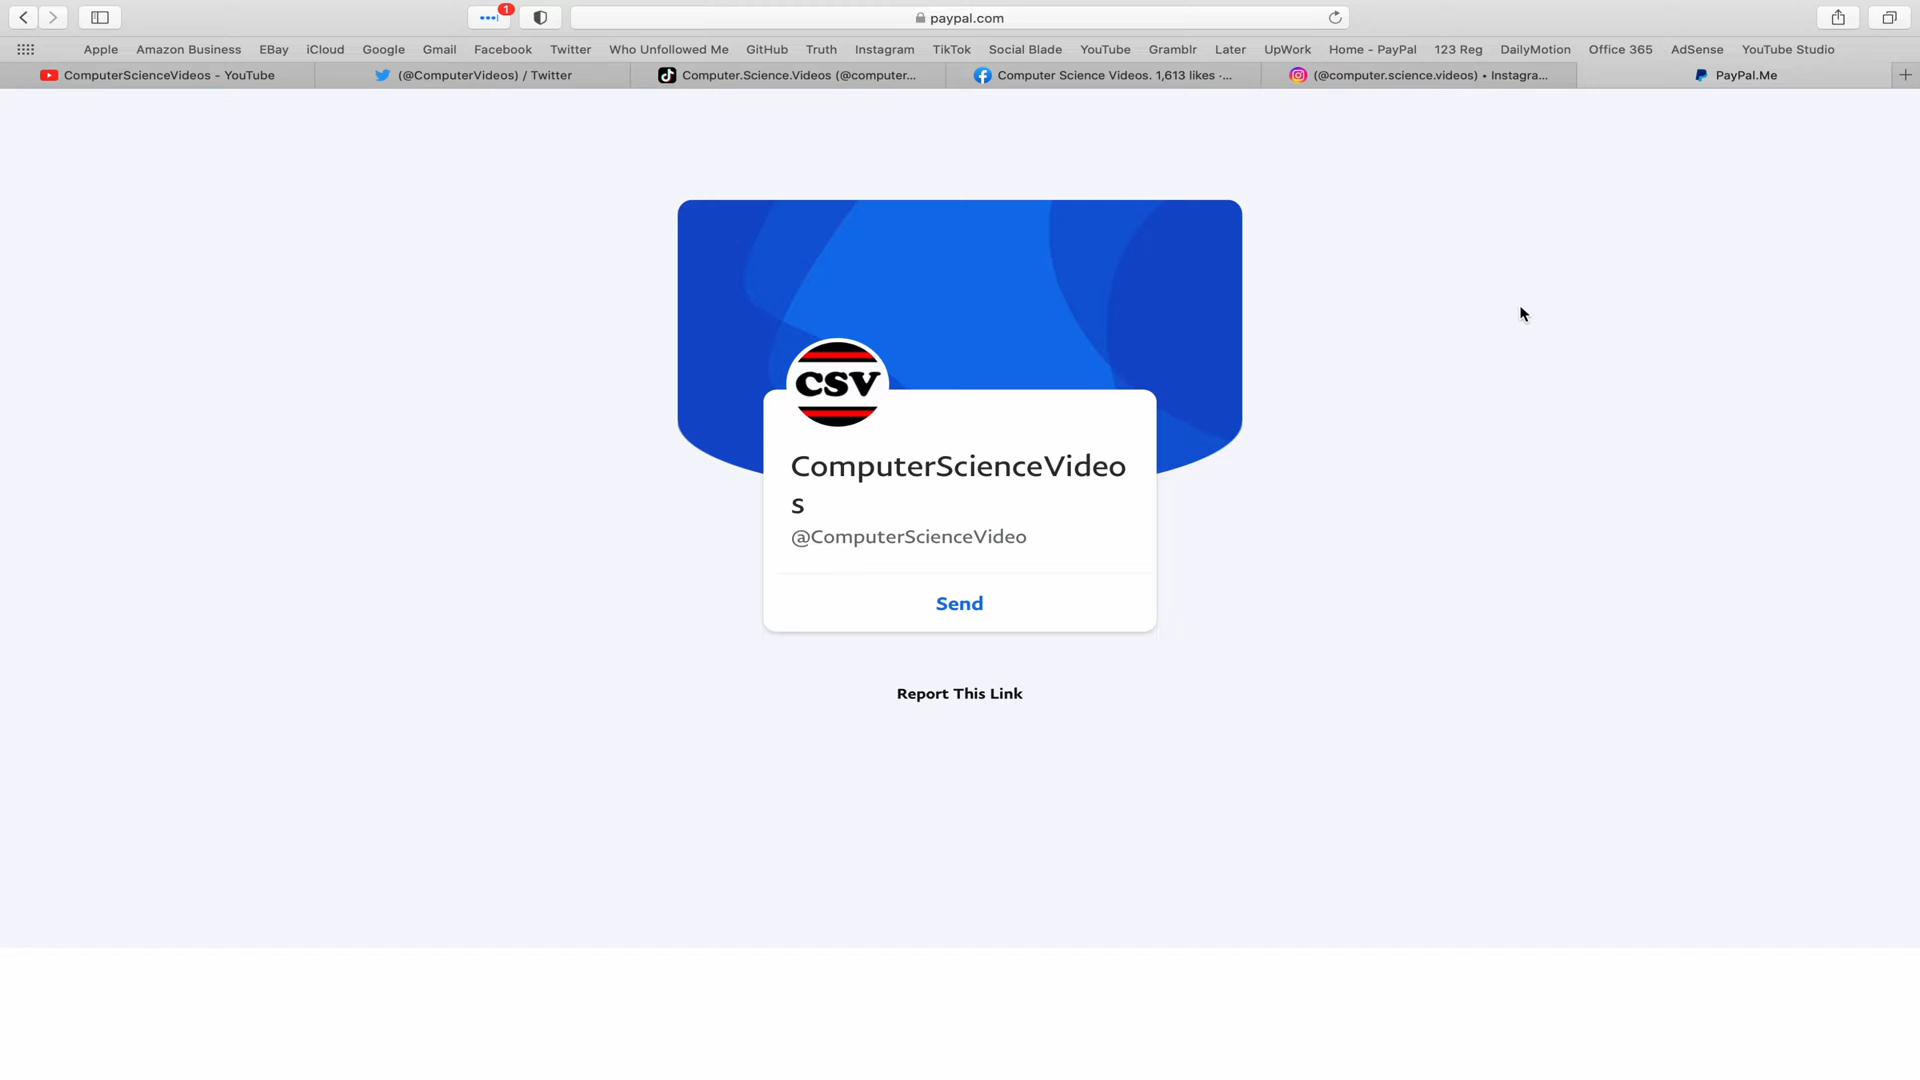 1
paypal.com
Apple Amazon Business EBay iCloud Google Gmail Facebook Twitter Who Unfollowed Me GitHub Truth Instagram TikTok Social Blade YouTube Gramblr Later UpWork Home - PayPal 123 Reg DailyMotion Office 365 AdSense YouTube Studio
ComputerScienceVideos - YouTube (@ComputerVideos) / Twitter Computer.Science.Videos (@computer... Computer Science Videos. 1,613 likes ·... (@computer.science.videos) • Instagra... PayPal.Me
CSV
ComputerScienceVideo
s
@ComputerScienceVideo
Send
Report This Link